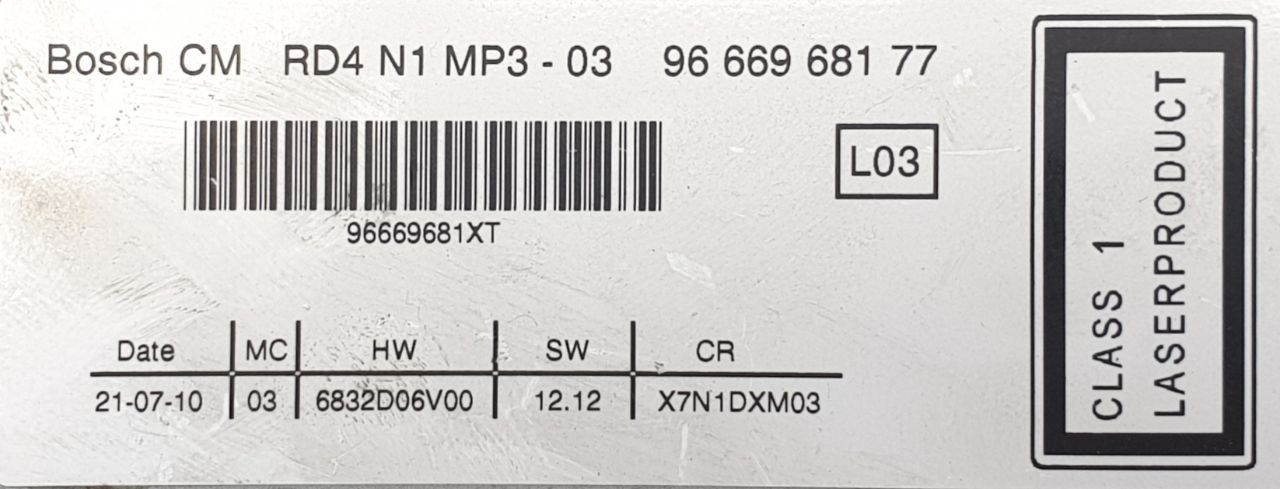 Bosch CM RD4 N1 MP3 - 03 96 669 681 77
L03
96669681XT
Date MC HW SW CR
21-07-10 03 6832D06V00 12.12 X7N1DXM03
CLASS 1
LASERPRODUCT